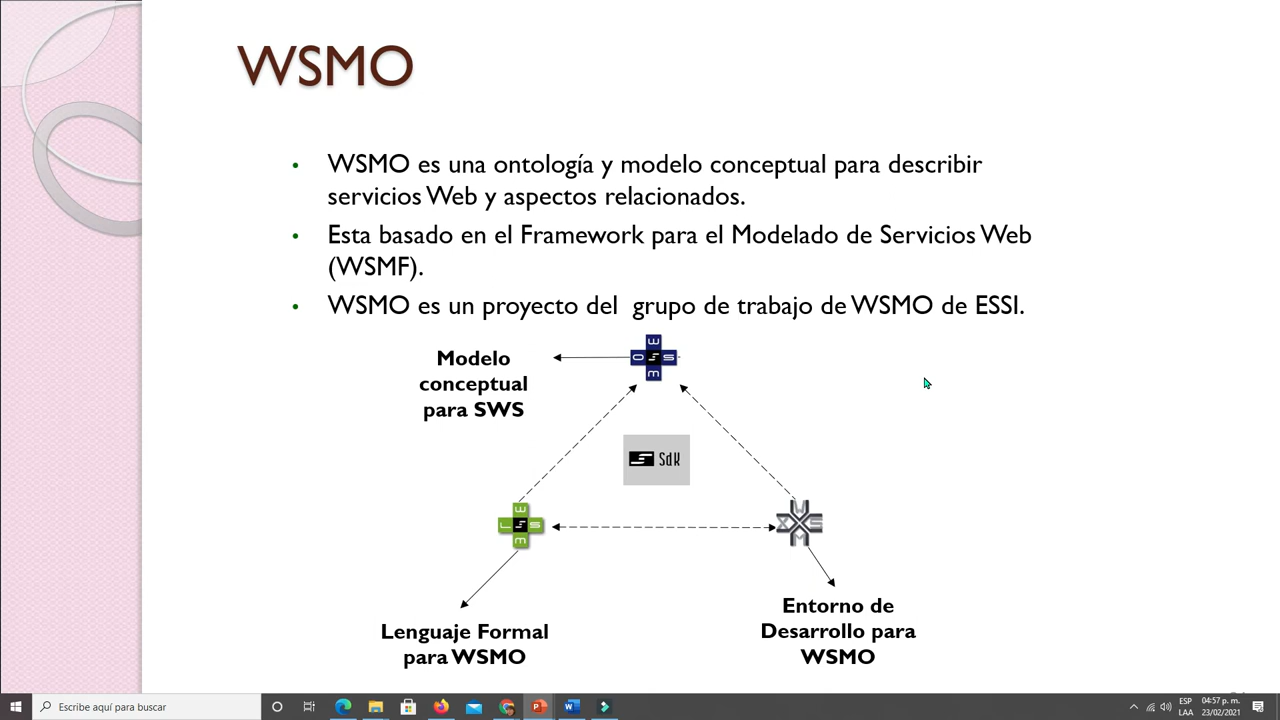 WSMO
• WSMO es una ontología y modelo conceptual para describir
servicios Web y aspectos relacionados.
• Esta basado en el Framework para el Modelado de Servicios Web
(WSMF).
• WSMO es un proyecto del grupo de trabajo de WSMO de ESSI.
Modelo
conceptual
para SWS
W
O S S
M
S SdK
W
L S S
M
W
X S
M
Lenguaje Formal
para WSMO
Entorno de
Desarrollo para
WSMO
Escribe aquí para buscar
ESP
LAA
04:57 p. m.
23/02/2021